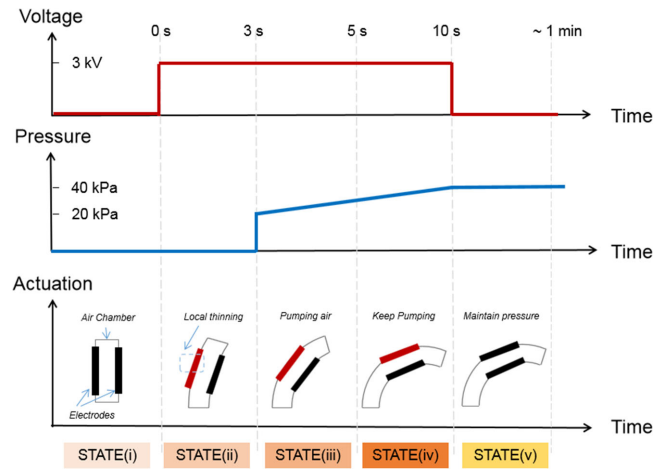 Voltage
0 s 3 s 5 s 10 s ~ 1 min
3 kV
Time
Pressure
40 kPa
20 kPa
Time
Actuation
Air Chamber Local thinning Pumping air Keep Pumping Maintain pressure
Electrodes
Time
STATE(i) STATE(ii) STATE(iii) STATE(iv) STATE(v)